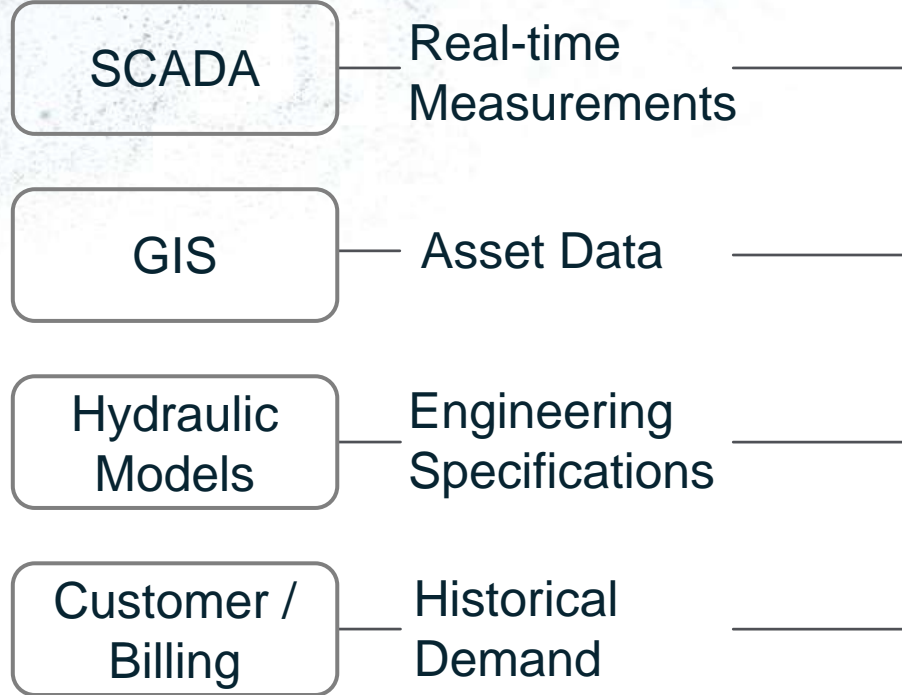 SCADA
Real-time
Measurements
GIS
Asset Data
Hydraulic
Models
Engineering
Specifications
Customer /
Billing
Historical
Demand